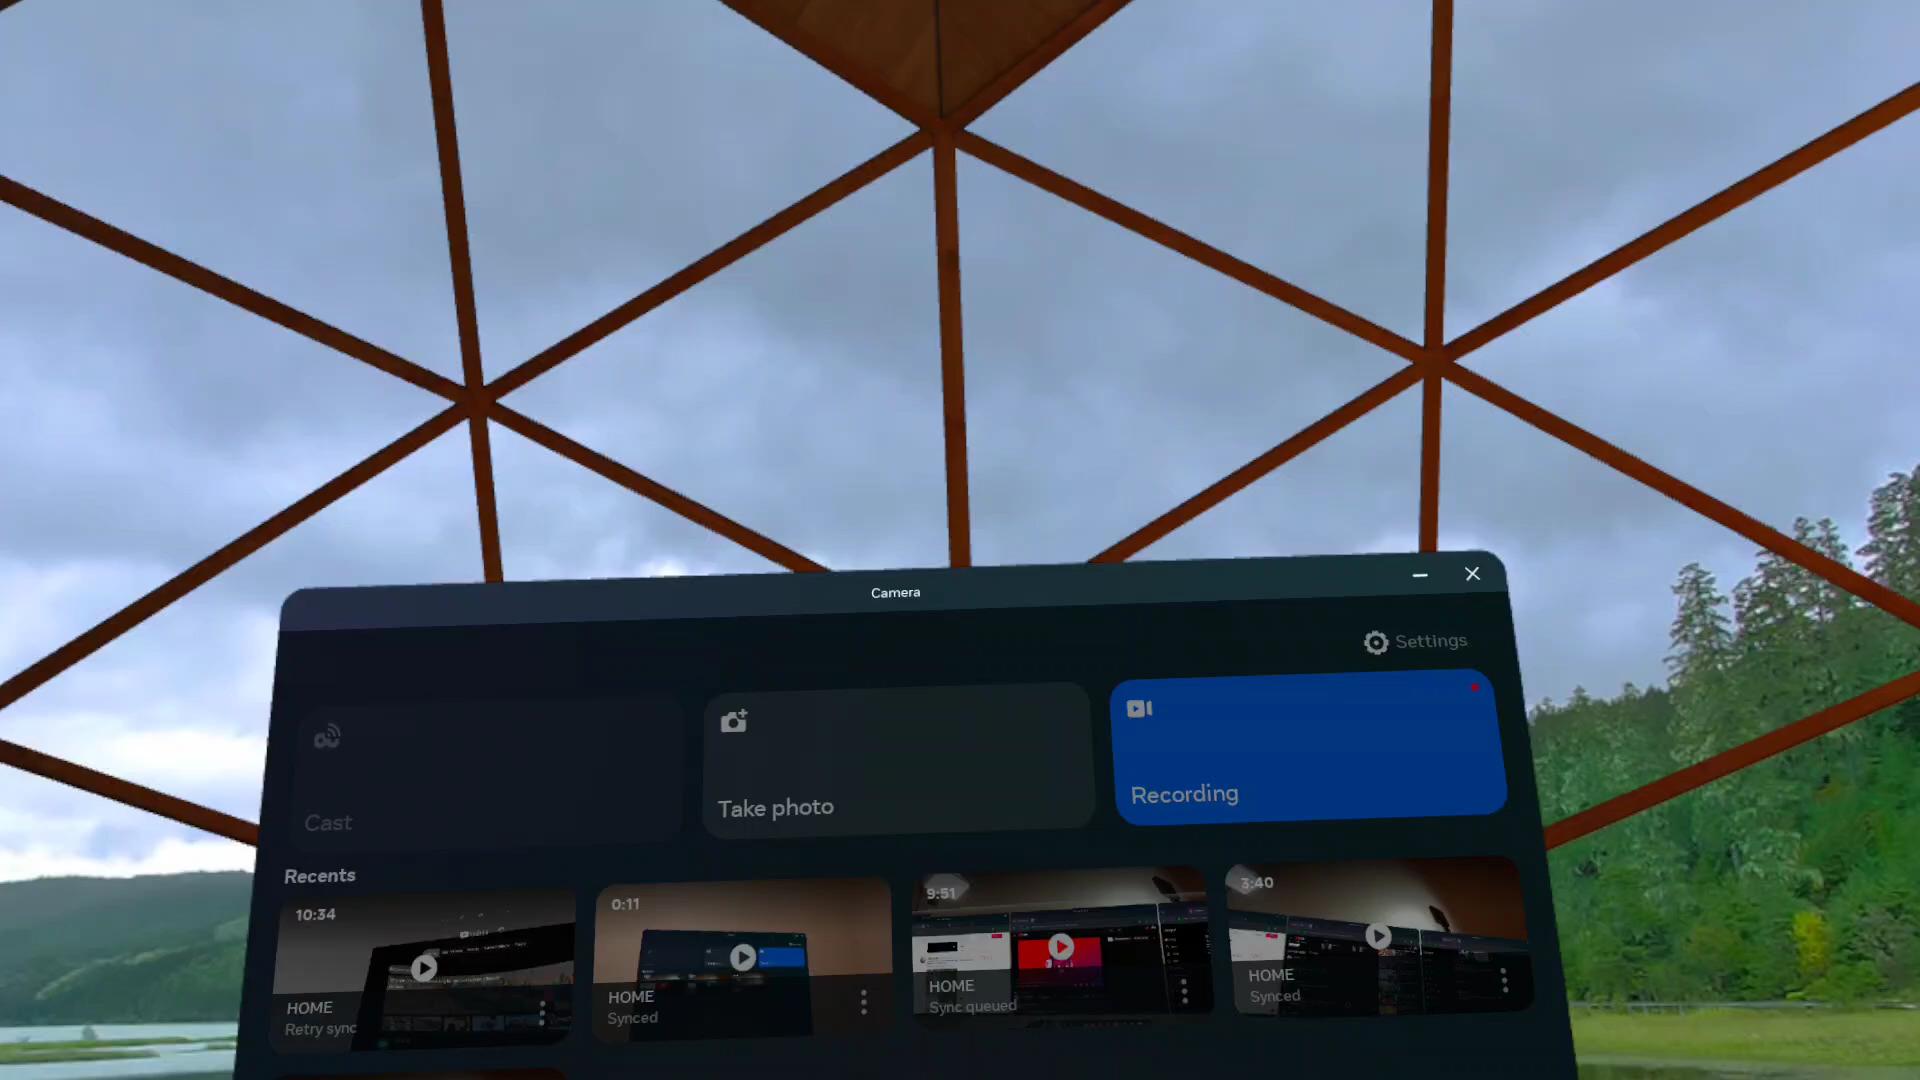 Camera
Settings
Cast
Take photo
Recording
Recents
10:34
HOME
Retry sync
0:11
HOME
Synced
9:51
HOME
Sync queued
3:40
HOME
Synced